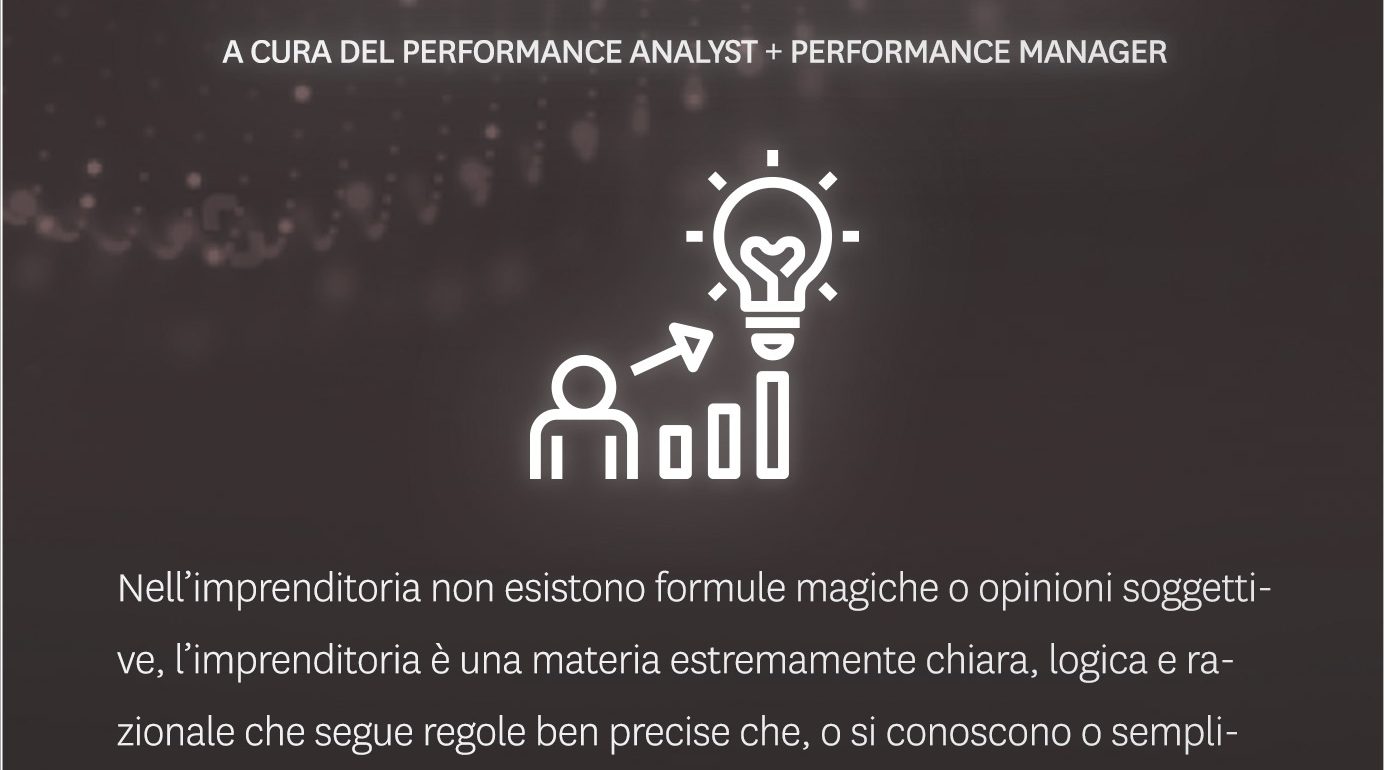 A CURA DEL PERFORMANCE ANALYST + PERFORMANCE MANAGER
Nell’imprenditoria non esistono formule magiche o opinioni soggetti-
ve, l’imprenditoria è una materia estremamente chiara, logica e ra-
zionale che segue regole ben precise che, o si conoscono o sempli-